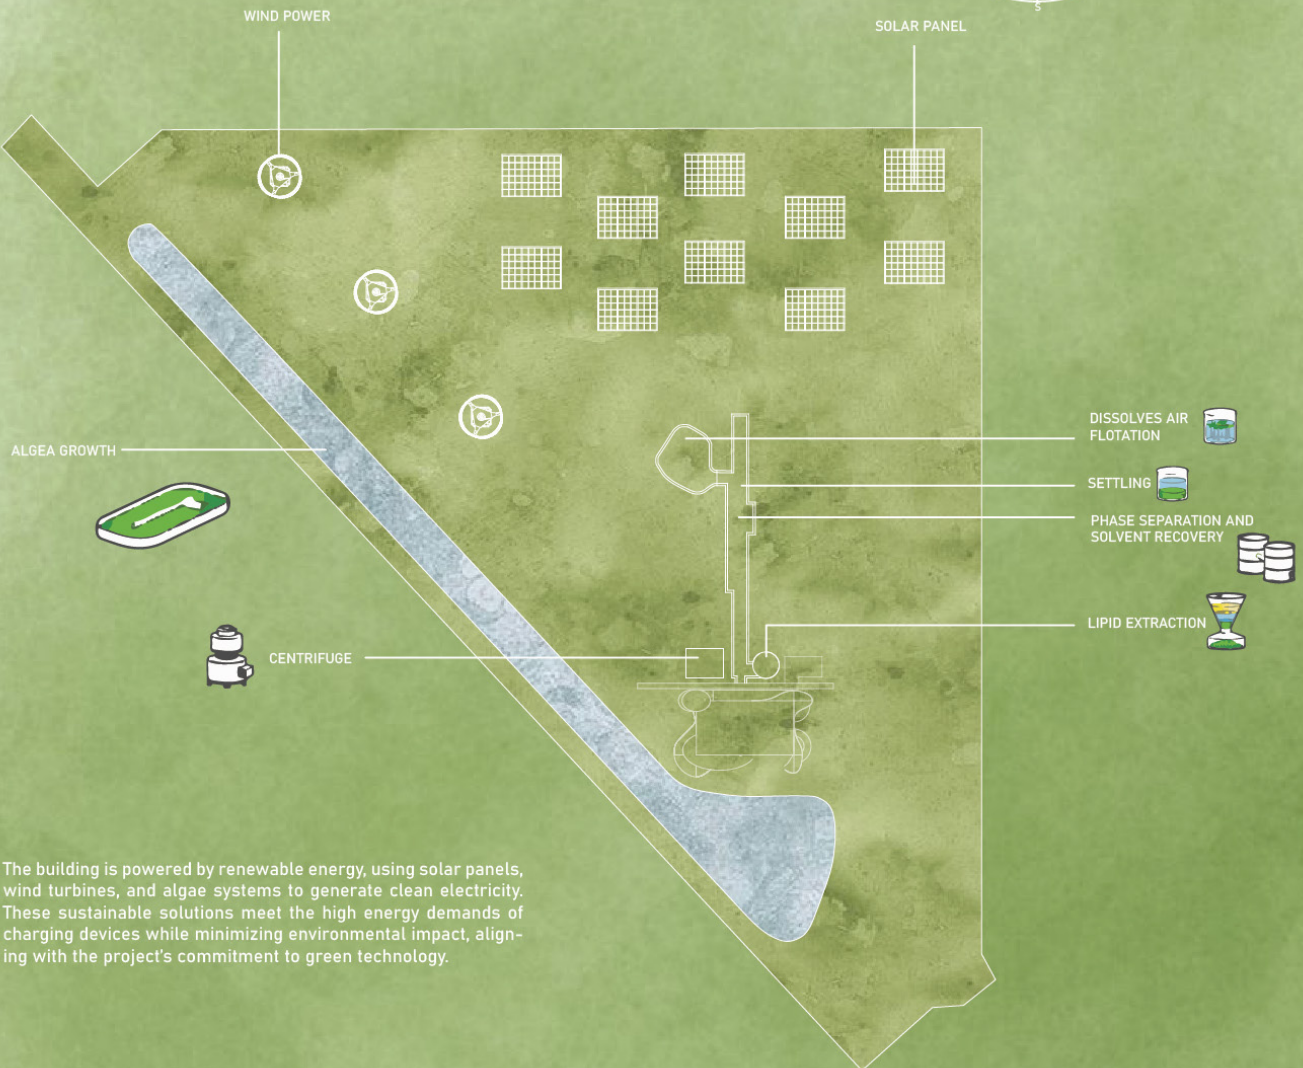 S
WIND POWER
SOLAR PANEL
DISSOLVES AIR
FLOTATION
ALGEA GROWTH
SETTLING
PHASE SEPARATION AND
SOLVENT RECOVERY
LIPID EXTRACTION
CENTRIFUGE
The building is powered by renewable energy, using solar panels,
wind turbines, and algae systems to generate clean electricity.
These sustainable solutions meet the high energy demands of
charging devices while minimizing environmental impact, align-
ing with the project's commitment to green technology.